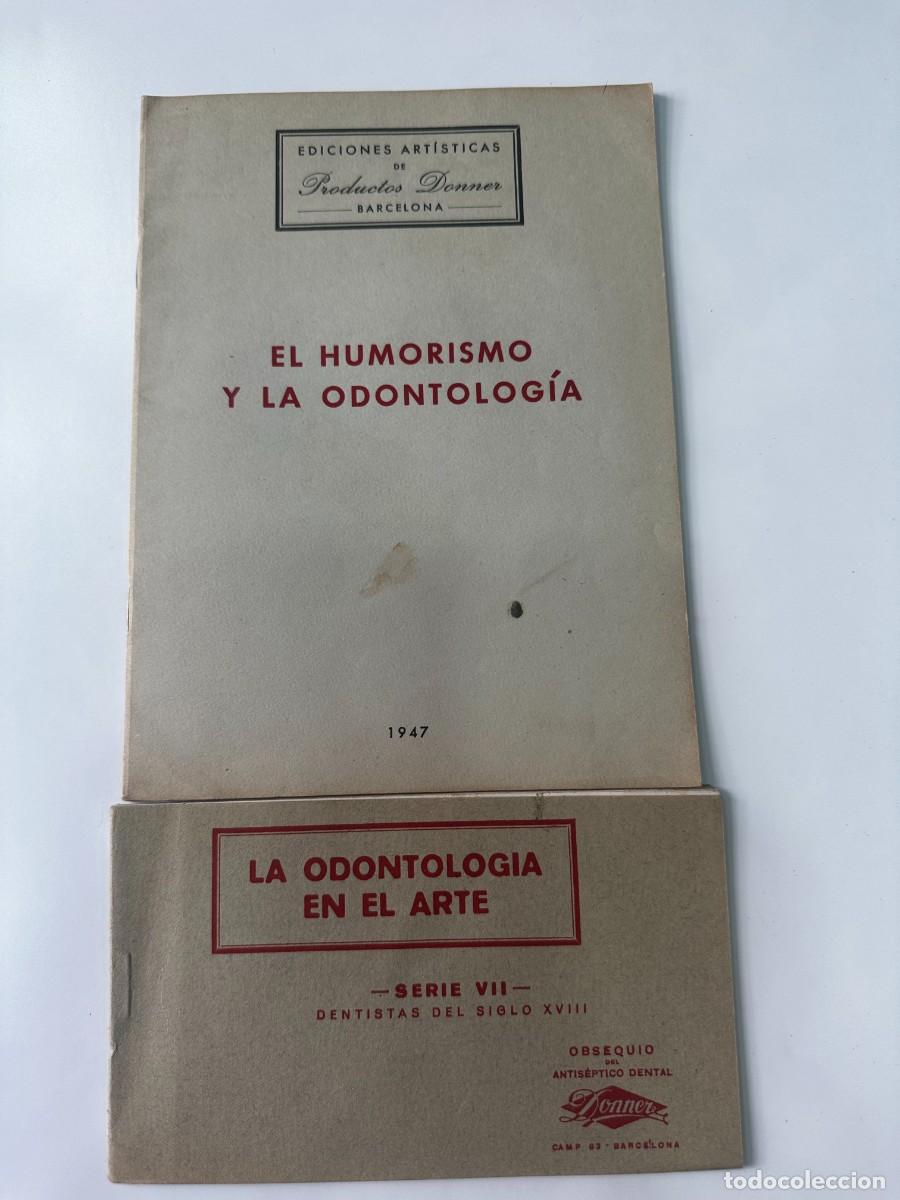 EDICIONES ARTÍSTICAS
DE
Productos Donner
BARCELONA
EL HUMORISMO
Y LA ODONTOLOGÍA
1947
LA ODONTOLOGIA
EN EL ARTE
— SERIE VII —
DENTISTAS DEL SIGLO XVIII
OBSEQUIO
DEL
ANTISÉPTICO DENTAL
Donner
CAMP 63 - BARCELONA
todocoleccion